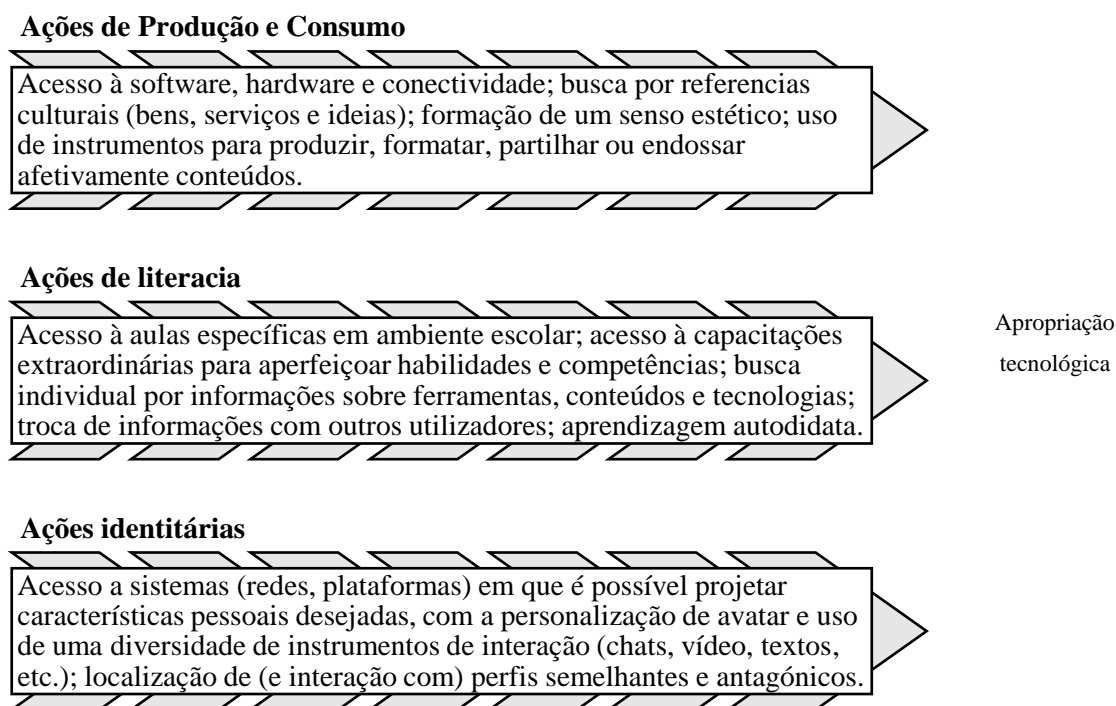 Ações de Produção e Consumo
Acesso à software, hardware e conectividade; busca por referencias
culturais (bens, serviços e ideias); formação de um senso estético; uso
de instrumentos para produzir, formatar, partilhar ou endossar
afetivamente conteúdos.
Ações de literacia
Acesso à aulas específicas em ambiente escolar; acesso à capacitações
extraordinárias para aperfeiçoar habilidades e competências; busca
individual por informações sobre ferramentas, conteúdos e tecnologias;
troca de informações com outros utilizadores; aprendizagem autodidata.
Apropriação
tecnológica
Ações identitárias
Acesso a sistemas (redes, plataformas) em que é possível projetar
características pessoais desejadas, com a personalização de avatar e uso
de uma diversidade de instrumentos de interação (chats, vídeo, textos,
etc.); localização de (e interação com) perfis semelhantes e antagónicos.